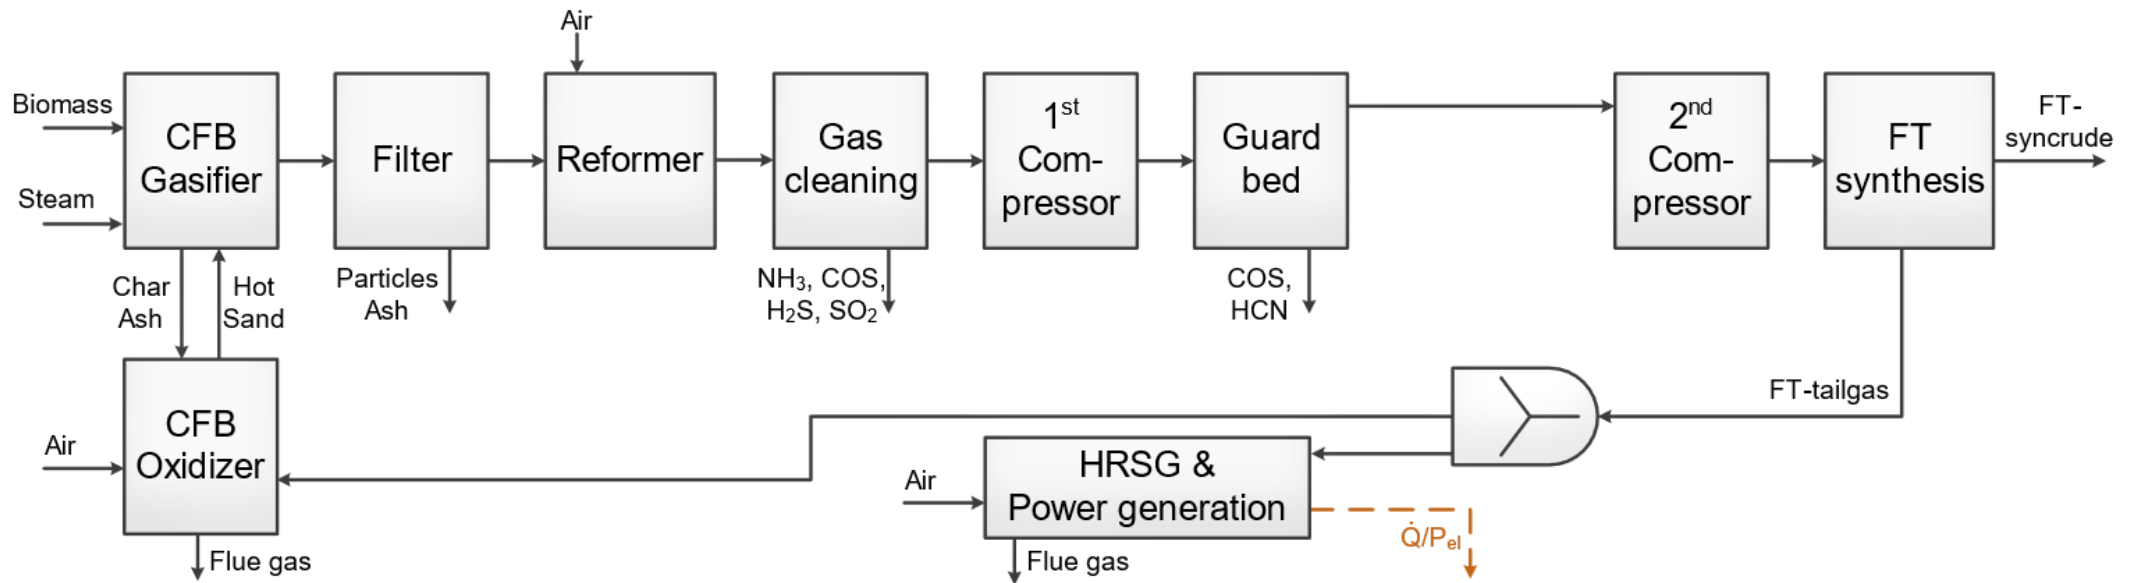 Air
Biomass
Steam
CFB
Gasifier
Filter
Reformer
Gas
cleaning
1st
Com-
pressor
Guard
bed
2nd
Com-
pressor
FT
synthesis
FT-
syncrude
Char
Ash
Hot
Sand
Particles
Ash
NH₃, COS,
H₂S, SO₂
COS,
HCN
FT-tailgas
Air
CFB
Oxidizer
Flue gas
Air
HRSG &
Power generation
Q̇/Pel
Flue gas